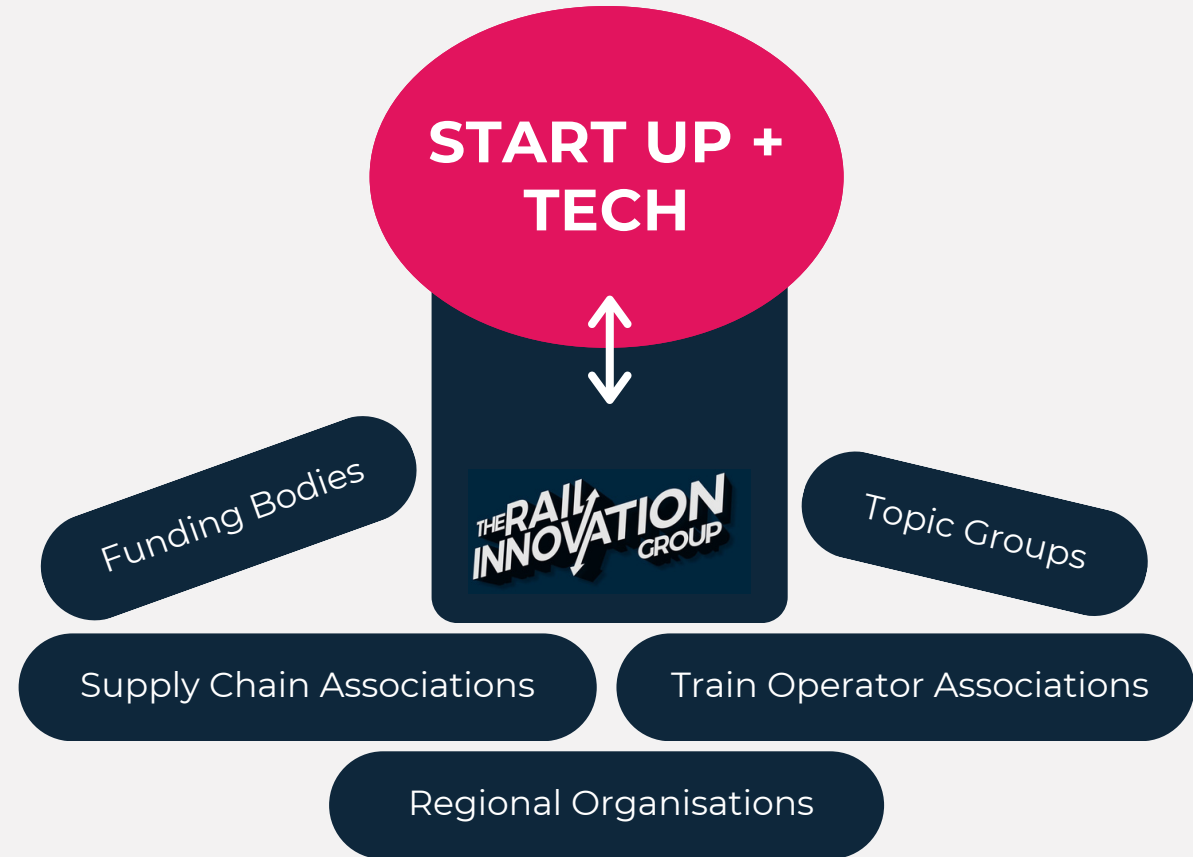 START UP +
TECH
THE RAIL
INNOVATION
GROUP
Funding Bodies
Topic Groups
Supply Chain Associations
Train Operator Associations
Regional Organisations